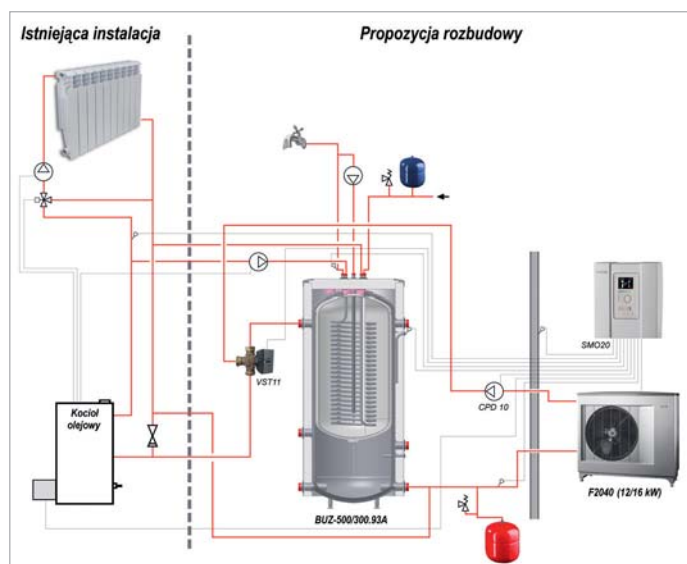 Istniejąca instalacja
Propozycja rozbudowy
SMO20
VST11
CPD 10
Kocioł
olejowy
F2040 (12/16 kW)
BUZ-500/300.93A